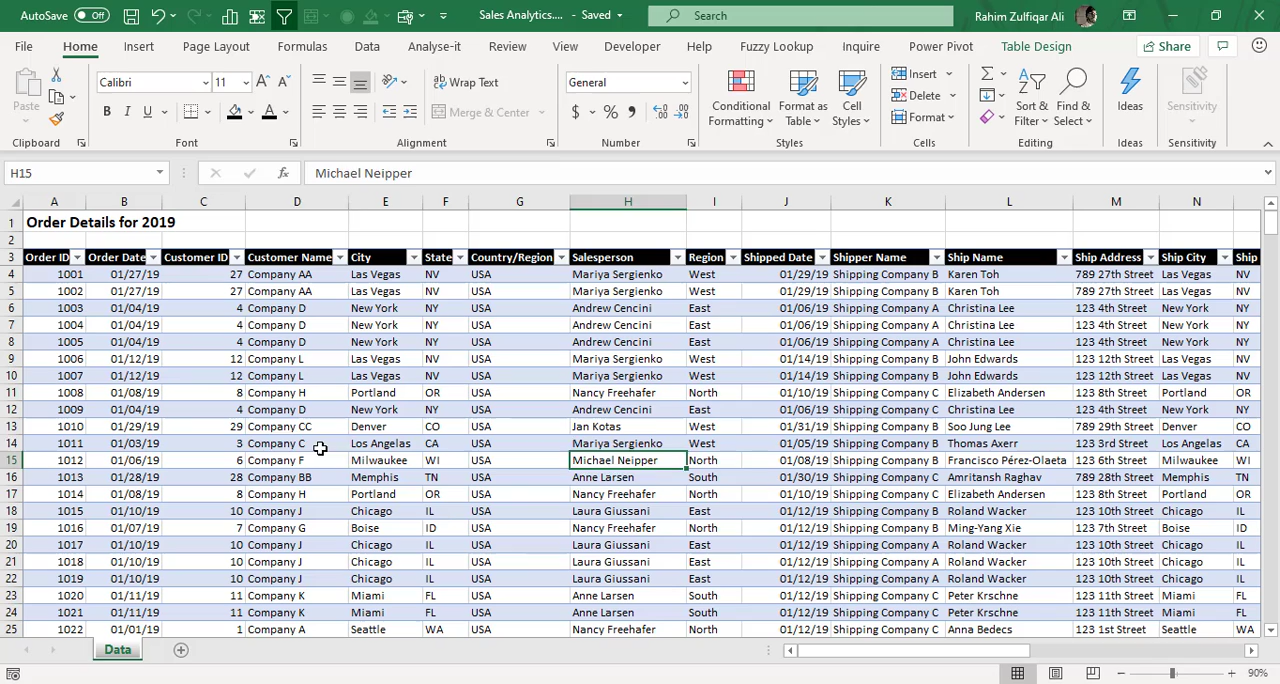 AutoSave Off Sales Analytics.... - Saved Search Rahim Zulfiqar Ali
File Home Insert Page Layout Formulas Data Analyse-it Review View Developer Help Fuzzy Lookup Inquire Power Pivot Table Design Share
Paste Calibri 11 Wrap Text General Conditional Format as Cell Insert Sort & Find & Ideas Sensitivity
B I U Merge & Center $ % Formatting Table Styles Delete Filter Select
Format
Clipboard Font Alignment Number Styles Cells Editing Ideas Sensitivity
H15 fx Michael Neipper
A B C D E F G H I J K L M N
1 Order Details for 2019
2
3 Order ID Order Date Customer ID Customer Name City State Country/Region Salesperson Region Shipped Date Shipper Name Ship Name Ship Address Ship City Ship
4 1001 01/27/19 27 Company AA Las Vegas NV USA Mariya Sergienko West 01/29/19 Shipping Company B Karen Toh 789 27th Street Las Vegas NV
5 1002 01/27/19 27 Company AA Las Vegas NV USA Mariya Sergienko West 01/29/19 Shipping Company B Karen Toh 789 27th Street Las Vegas NV
6 1003 01/04/19 4 Company D New York NY USA Andrew Cencini East 01/06/19 Shipping Company A Christina Lee 123 4th Street New York NY
7 1004 01/04/19 4 Company D New York NY USA Andrew Cencini East 01/06/19 Shipping Company A Christina Lee 123 4th Street New York NY
8 1005 01/04/19 4 Company D New York NY USA Andrew Cencini East 01/06/19 Shipping Company A Christina Lee 123 4th Street New York NY
9 1006 01/12/19 12 Company L Las Vegas NV USA Mariya Sergienko West 01/14/19 Shipping Company B John Edwards 123 12th Street Las Vegas NV
10 1007 01/12/19 12 Company L Las Vegas NV USA Mariya Sergienko West 01/14/19 Shipping Company B John Edwards 123 12th Street Las Vegas NV
11 1008 01/08/19 8 Company H Portland OR USA Nancy Freehafer North 01/10/19 Shipping Company C Elizabeth Andersen 123 8th Street Portland OR
12 1009 01/04/19 4 Company D New York NY USA Andrew Cencini East 01/06/19 Shipping Company C Christina Lee 123 4th Street New York NY
13 1010 01/29/19 29 Company CC Denver CO USA Jan Kotas West 01/31/19 Shipping Company B Soo Jung Lee 789 29th Street Denver CO
14 1011 01/03/19 3 Company C Los Angelas CA USA Mariya Sergienko West 01/05/19 Shipping Company B Thomas Axerr 123 3rd Street Los Angelas CA
15 1012 01/06/19 6 Company F Milwaukee WI USA Michael Neipper North 01/08/19 Shipping Company B Francisco Pérez-Olaeta 123 6th Street Milwaukee WI
16 1013 01/28/19 28 Company BB Memphis TN USA Anne Larsen South 01/30/19 Shipping Company C Amritansh Raghav 789 28th Street Memphis TN
17 1014 01/08/19 8 Company H Portland OR USA Nancy Freehafer North 01/10/19 Shipping Company C Elizabeth Andersen 123 8th Street Portland OR
18 1015 01/10/19 10 Company J Chicago IL USA Laura Giussani East 01/12/19 Shipping Company B Roland Wacker 123 10th Street Chicago IL
19 1016 01/07/19 7 Company G Boise ID USA Nancy Freehafer North 01/12/19 Shipping Company C Ming-Yang Xie 123 7th Street Boise ID
20 1017 01/10/19 10 Company J Chicago IL USA Laura Giussani East 01/12/19 Shipping Company A Roland Wacker 123 10th Street Chicago IL
21 1018 01/10/19 10 Company J Chicago IL USA Laura Giussani East 01/12/19 Shipping Company A Roland Wacker 123 10th Street Chicago IL
22 1019 01/10/19 10 Company J Chicago IL USA Laura Giussani East 01/12/19 Shipping Company A Roland Wacker 123 10th Street Chicago IL
23 1020 01/11/19 11 Company K Miami FL USA Anne Larsen South 01/12/19 Shipping Company C Peter Krschne 123 11th Street Miami FL
24 1021 01/11/19 11 Company K Miami FL USA Anne Larsen South 01/12/19 Shipping Company C Peter Krschne 123 11th Street Miami FL
25 1022 01/01/19 1 Company A Seattle WA USA Nancy Freehafer North 01/12/19 Shipping Company C Anna Bedecs 123 1st Street Seattle WA
Data
90%